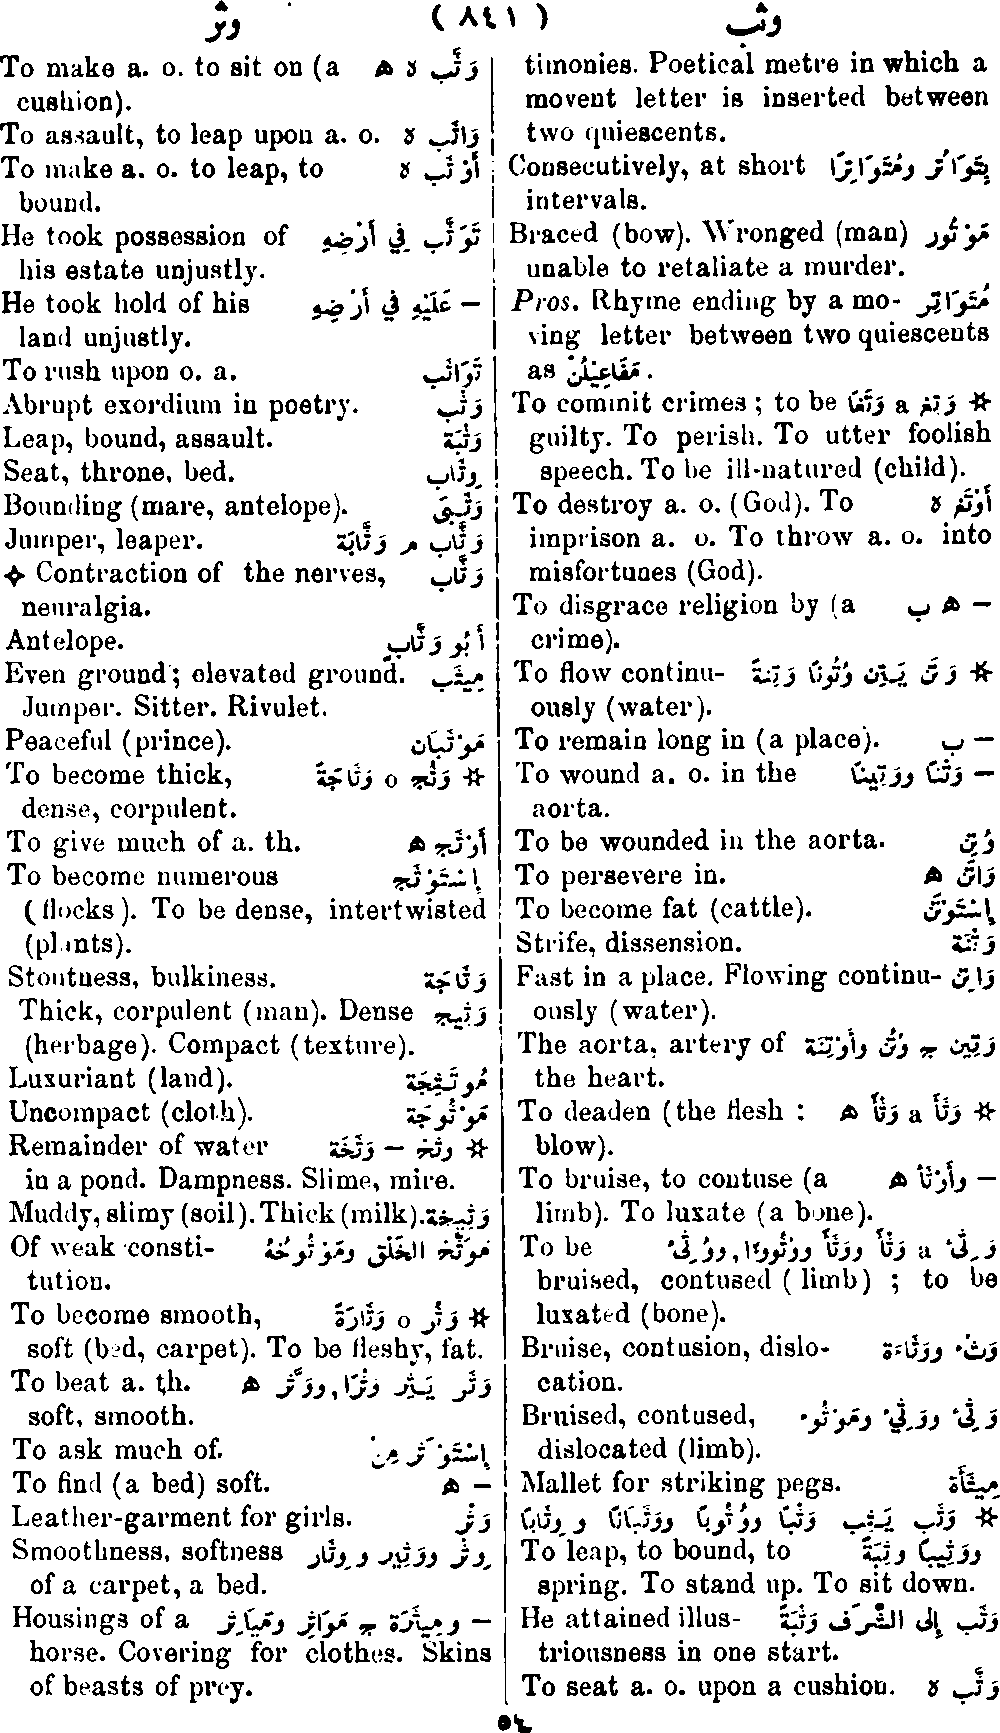 وثب ( ٨٤١ ) وثر
timonies. Poetical metre in which a
movent letter is inserted between
two quiescents.
Consecutively, at short بِتَوَاتُر ومُتَوَاتِرًا
intervals.
Braced (bow). Wronged (man) مَوْتُور
unable to retaliate a murder.
Pros. Rhyme ending by a mo- مُتَوَاتِر
ving letter between two quiescents
as مَفَاعِيْلُنْ .
To commit crimes ; to be ☆ وَتغ a وَتَغًا
guilty. To perish. To utter foolish
speech. To be ill-natured (child).
To destroy a. o. (God). To أَوْتَغ ه
imprison a. o. To throw a. o. into
misfortunes (God).
To disgrace religion by (a — ه ب
crime).
To flow continu- ☆ وَتَن يَتِن وُتُونًا وَتِنَةً
ously (water).
To remain long in (a place). — ب
To wound a. o. in the — وَتْنًا ووَتِينًا
aorta.
To be wounded in the aorta. وُتِن
To persevere in. وَاتَن ه
To become fat (cattle). إِسْتَوْتَن
Strife, dissension. وَتْنَة
Fast in a place. Flowing continu- وَاتِن
ously (water).
The aorta, artery of وَتِين ج وُتُن وأَوْتِنَة
the heart.
To deaden (the flesh : ☆ وَثَأ a وَثْأً ه
blow).
To bruise, to contuse (a — وأَوْثَأ ه
limb). To luxate (a bone).
To be وَثِئ a وَثَأً ووَثْأً ووُثُوءًا, ووُثِئ
bruised, contused (limb) ; to be
luxated (bone).
Bruise, contusion, dislo- وَثْء ووَثَاءَة
cation.
Bruised, contused, وَثِئ ووَثِيْء ومَوْثُوء
dislocated (limb).
Mallet for striking pegs. مِيثَأَة
☆ وَثَب يَثِب وَثْبًا ووُثُوبًا ووَثَبَانًا و وِثَابًا
To leap, to bound, to ووَثِيبًا وثِبَةً
spring. To stand up. To sit down.
He attained illus- وَثَب إِلى الشَّرَف وَثْبَةً
triousness in one start.
To seat a. o. upon a cushion. وَثَّب ه
To make a. o. to sit on (a وَثَّب ه ه
cushion).
To assault, to leap upon a. o. وَاثَب ه
To make a. o. to leap, to أَوْثَب ه
bound.
He took possession of تَوَثَّب فِي أَرْضِهِ
his estate unjustly.
He took hold of his — عَلَيْهِ فِي أَرْضِهِ
land unjustly.
To rush upon o. a. تَوَاثَب
Abrupt exordium in poetry. وَثْب
Leap, bound, assault. وَثْبَة
Seat, throne, bed. وِثَاب
Bounding (mare, antelope). وَثَبَى
Jumper, leaper. وَثَّاب م وَثَّابَة
✧ Contraction of the nerves, وَثَّاب
neuralgia.
Antelope. أَبُو وَثَّاب
Even ground ; elevated ground. مِيثَب
Jumper. Sitter. Rivulet.
Peaceful (prince). مَوْثَبَان
To become thick, ☆ وَثُج o وَثَاجَةً
dense, corpulent.
To give much of a. th. أَوْثَج ه
To become numerous إِسْتَوْثَج
(flocks). To be dense, intertwisted
(plants).
Stoutness, bulkiness. وَثَاجَة
Thick, corpulent (man). Dense وَثِيج
(herbage). Compact (texture).
Luxuriant (land). مُوتَثِجَة
Uncompact (cloth). مَوْثُوجَة
Remainder of water ☆ وثخ — وَثَخَة
in a pond. Dampness. Slime, mire.
Muddy, slimy (soil). Thick (milk). وَثِيخَة
Of weak consti- مُوَثَّخ الخَلْق ومَوْثُوخُهُ
tution.
To become smooth, ☆ وَثُر o وَثَارَةً
soft (bed, carpet). To be fleshy, fat.
To beat a. th. وَثَر يَثِر وَثْرًا, ووَثَّر ه
soft, smooth.
To ask much of. إِسْتَوْثَر مِنْ
To find (a bed) soft. — ه
Leather-garment for girls. وَثْر
Smoothness, softness وِثْر ووَثِير و وِثَار
of a carpet, a bed.
Housings of a — و مِيثَرَة ج مَوَاثِر ومَيَاثِر
horse. Covering for clothes. Skins
of beasts of prey.
٥٤